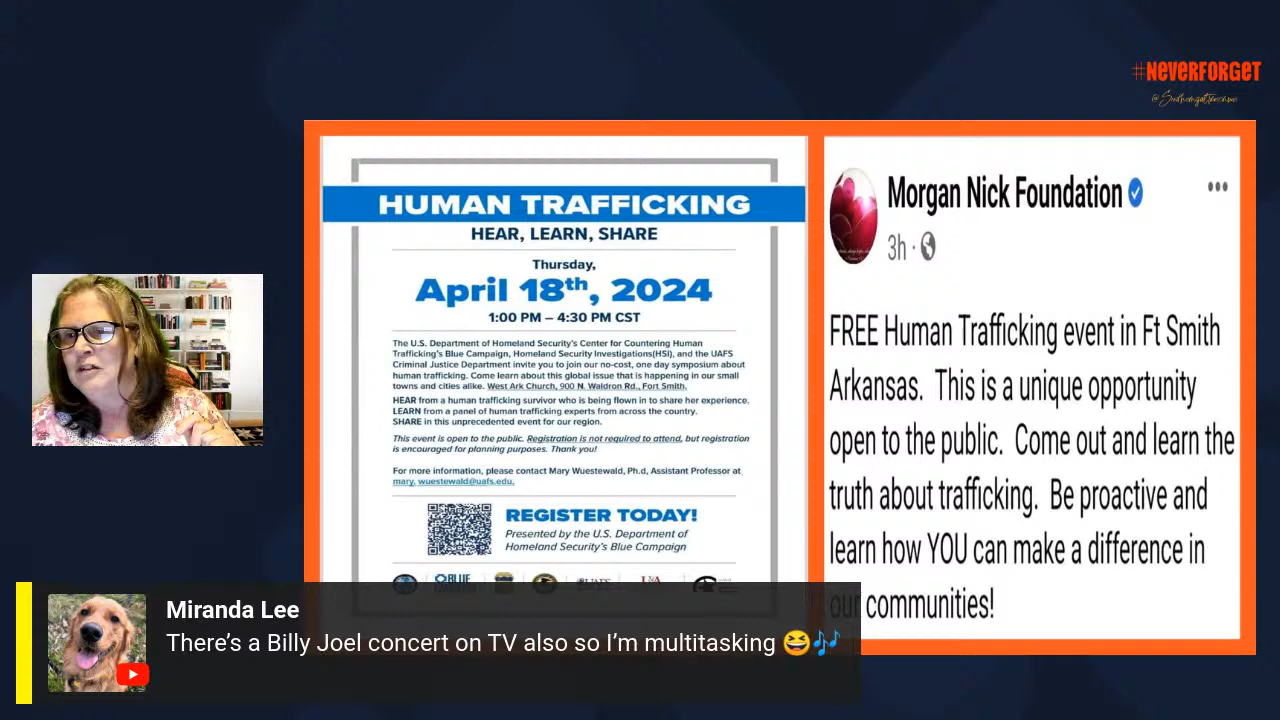 #NEVERFORGET
HUMAN TRAFFICKING
HEAR, LEARN, SHARE
Thursday,
April 18th, 2024
1:00 PM – 4:30 PM CST
The U.S. Department of Homeland Security's Center for Countering Human
Trafficking's Blue Campaign, Homeland Security Investigations(HSI), and the UAFS
Criminal Justice Department invite you to join our no-cost, one day symposium about
human trafficking. Come learn about this global issue that is happening in our small
towns and cities alike. West Ark Church, 900 N. Waldron Rd., Fort Smith.
HEAR from a human trafficking survivor who is being flown in to share her experience.
LEARN from a panel of human trafficking experts from across the country.
SHARE in this unprecedented event for our region.
This event is open to the public. Registration is not required to attend, but registration
is encouraged for planning purposes. Thank you!
For more information, please contact Mary Wuestewald, Ph.d, Assistant Professor at
mary. wuestewald@uafs.edu.
REGISTER TODAY!
Presented by the U.S. Department of
Homeland Security's Blue Campaign
BLUE
UAFS
Morgan Nick Foundation
3h ·
FREE Human Trafficking event in Ft Smith
Arkansas. This is a unique opportunity
open to the public. Come out and learn the
truth about trafficking. Be proactive and
learn how YOU can make a difference in
our communities!
Miranda Lee
There's a Billy Joel concert on TV also so I'm multitasking 😆🎶